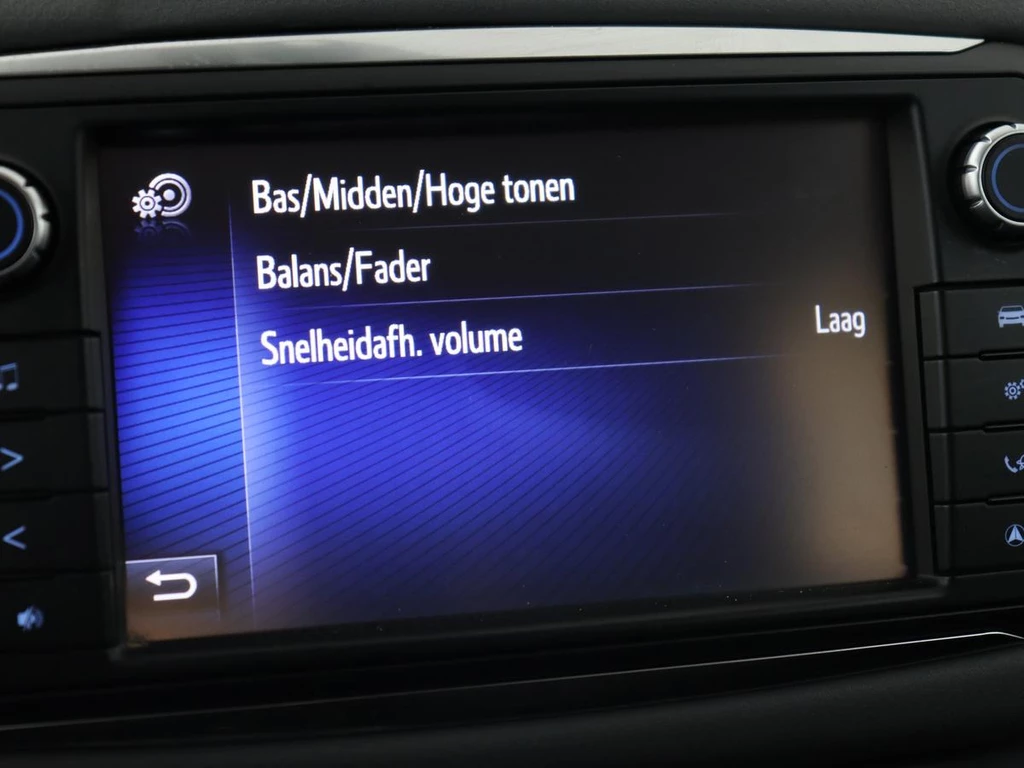 Bas/Midden/Hoge tonen
Balans/Fader
Snelheidafh. volume Laag